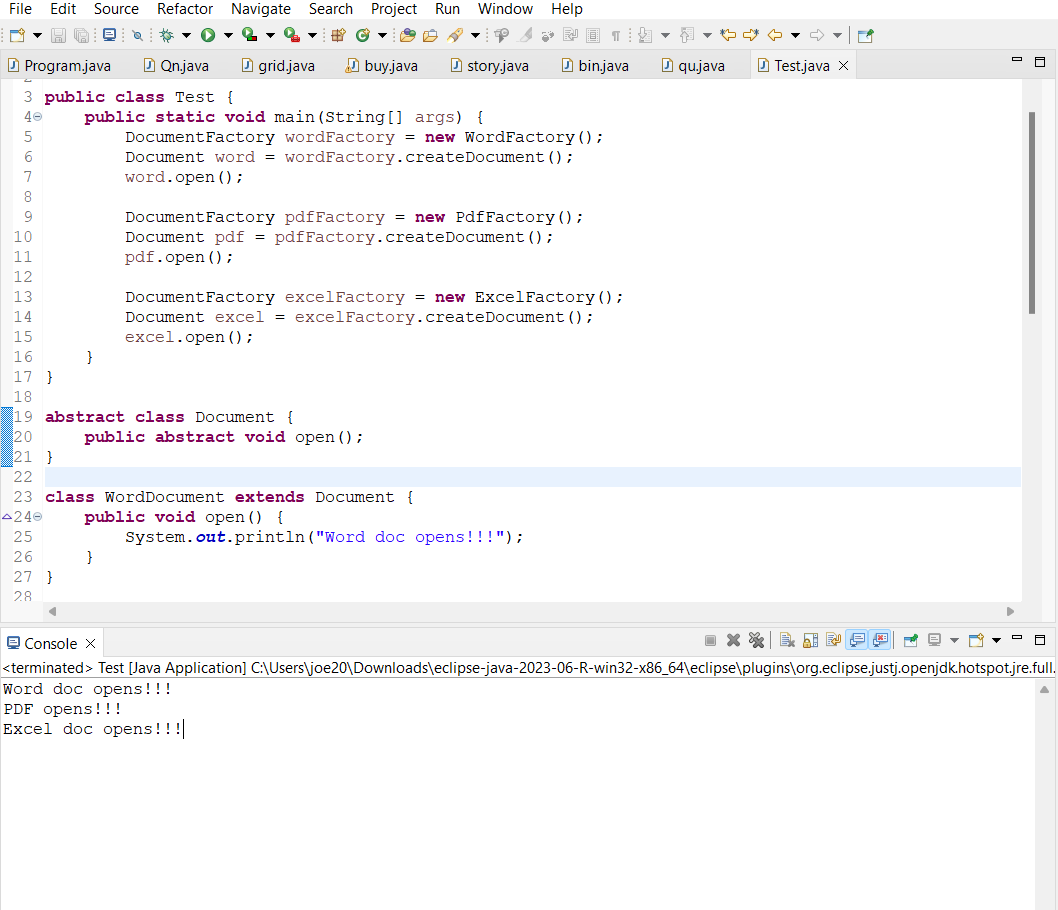 File Edit Source Refactor Navigate Search Project Run Window Help
Program.java Qn.java grid.java buy.java story.java bin.java qu.java Test.java
2
3 public class Test {
4 public static void main(String[] args) {
5 DocumentFactory wordFactory = new WordFactory();
6 Document word = wordFactory.createDocument();
7 word.open();
8
9 DocumentFactory pdfFactory = new PdfFactory();
10 Document pdf = pdfFactory.createDocument();
11 pdf.open();
12
13 DocumentFactory excelFactory = new ExcelFactory();
14 Document excel = excelFactory.createDocument();
15 excel.open();
16 }
17 }
18
19 abstract class Document {
20 public abstract void open();
21 }
22
23 class WordDocument extends Document {
24 public void open() {
25 System.out.println("Word doc opens!!!");
26 }
27 }
28
Console
<terminated> Test [Java Application] C:\Users\joe20\Downloads\eclipse-java-2023-06-R-win32-x86_64\eclipse\plugins\org.eclipse.justj.openjdk.hotspot.jre.full.
Word doc opens!!!
PDF opens!!!
Excel doc opens!!!